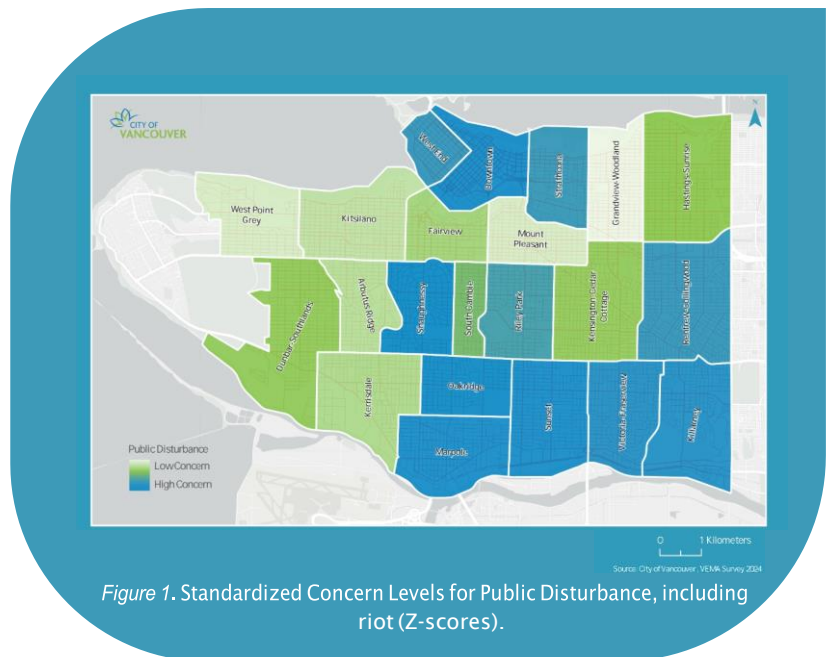 CITY OF
VANCOUVER
N
West End
Downtown
Strathcona
Grandview-Woodland
Hastings-Sunrise
West Point
Grey
Kitsilano
Fairview
Mount
Pleasant
Dunbar-Southlands
Arbutus Ridge
Shaughnessy
South Cambie
Riley Park
Kensington-Cedar
Cottage
Renfrew-Collingwood
Kerrisdale
Oakridge
Marpole
Sunset
Victoria-Fraserview
Killarney
Public Disturbance
Low Concern
High Concern
0 1 Kilometers
Source: City of Vancouver. VEMA Survey 2024
Figure 1. Standardized Concern Levels for Public Disturbance, including
riot (Z-scores).